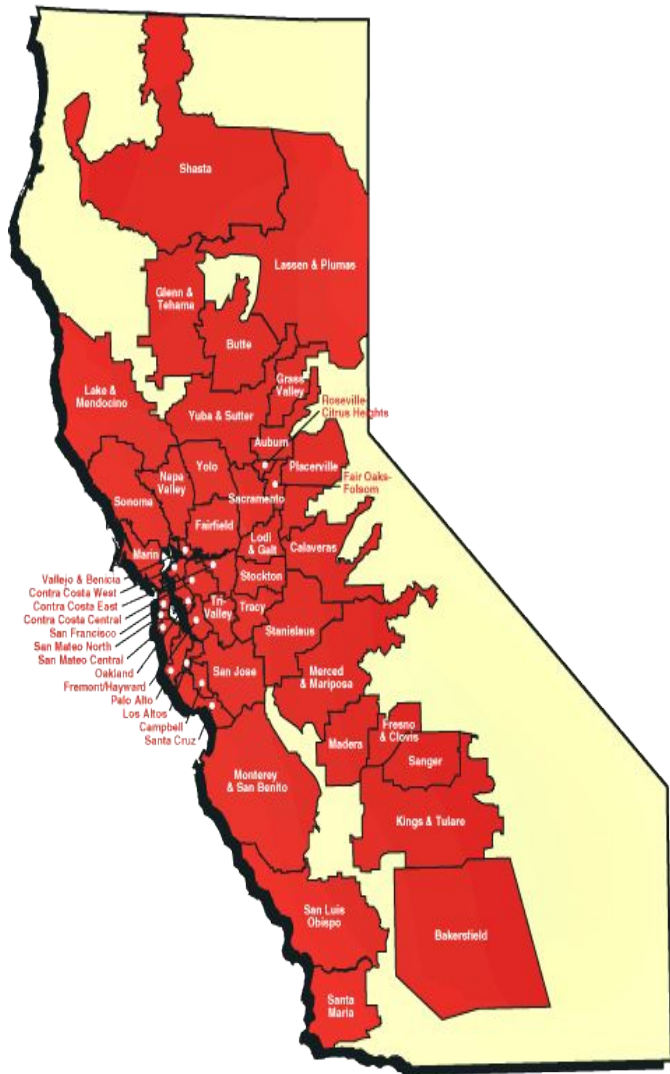 Shasta
Lassen & Plumas
Glenn &
Tehama
Butte
Grass
Valley
Lake &
Mendocino
Yuba & Sutter
Roseville-
Citrus Heights
Auburn
Placerville
Napa
Valley
Yolo
Sonoma
Sacramento
Fair Oaks-
Folsom
Fairfield
Lodi
& Galt
Calaveras
Marin
Vallejo & Benicia
Contra Costa West
Contra Costa East
Contra Costa Central
San Francisco
San Mateo North
San Mateo Central
Oakland
Fremont/Hayward
Palo Alto
Los Altos
Campbell
Santa Cruz
Stockton
Tri-
Valley
Tracy
Stanislaus
San Jose
Merced
& Mariposa
Madera
Fresno
& Clovis
Sanger
Monterey
& San Benito
Kings & Tulare
San Luis
Obispo
Bakersfield
Santa
Maria